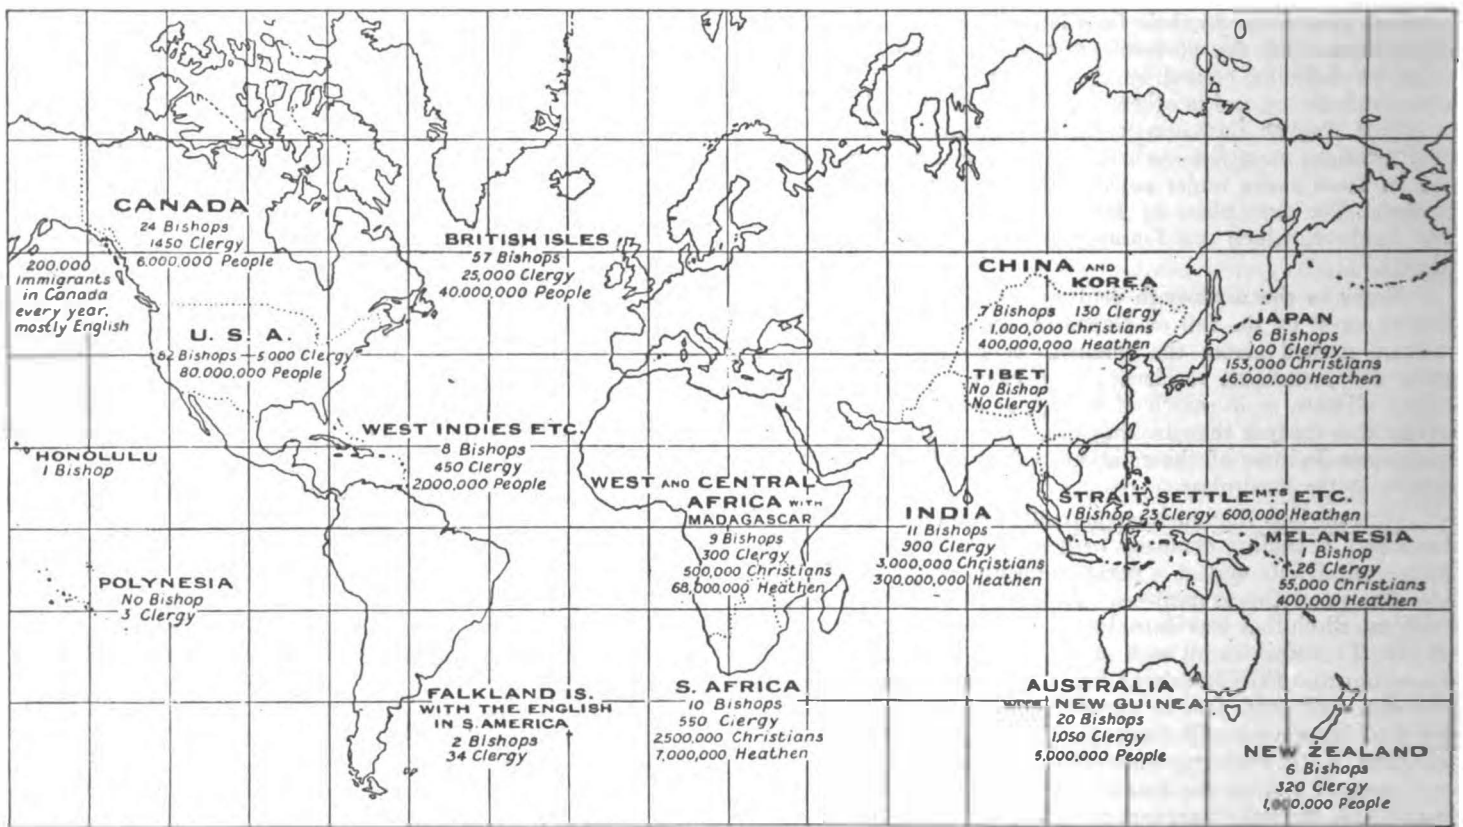 CANADA
24 Bishops
1450 Clergy
6,000,000 People
200,000
immigrants
in Canada
every year,
mostly English
U. S. A.
Bishops — 5000 Clergy
80,000,000 People
HONOLULU
1 Bishop
POLYNESIA
No Bishop
3 Clergy
BRITISH ISLES
57 Bishops
25,000 Clergy
40,000,000 People
WEST INDIES ETC.
8 Bishops
450 Clergy
2,000,000 People
FALKLAND IS.
WITH THE ENGLISH
IN S. AMERICA
2 Bishops
34 Clergy
WEST AND CENTRAL
AFRICA WITH
MADAGASCAR
9 Bishops
300 Clergy
500,000 Christians
68,000,000 Heathen
S. AFRICA
10 Bishops
550 Clergy
2,500,000 Christians
7,000,000 Heathen
CHINA AND
KOREA
7 Bishops 130 Clergy
1,000,000 Christians
400,000,000 Heathen
TIBET
No Bishop
No Clergy
JAPAN
6 Bishops
100 Clergy
153,000 Christians
46,000,000 Heathen
INDIA
11 Bishops
900 Clergy
3,000,000 Christians
300,000,000 Heathen
STRAIT SETTLEMTS ETC.
1 Bishop 23 Clergy 600,000 Heathen
MELANESIA
1 Bishop
26 Clergy
55,000 Christians
400,000 Heathen
AUSTRALIA
WITH NEW GUINEA
20 Bishops
1,050 Clergy
5,000,000 People
NEW ZEALAND
6 Bishops
320 Clergy
1,000,000 People